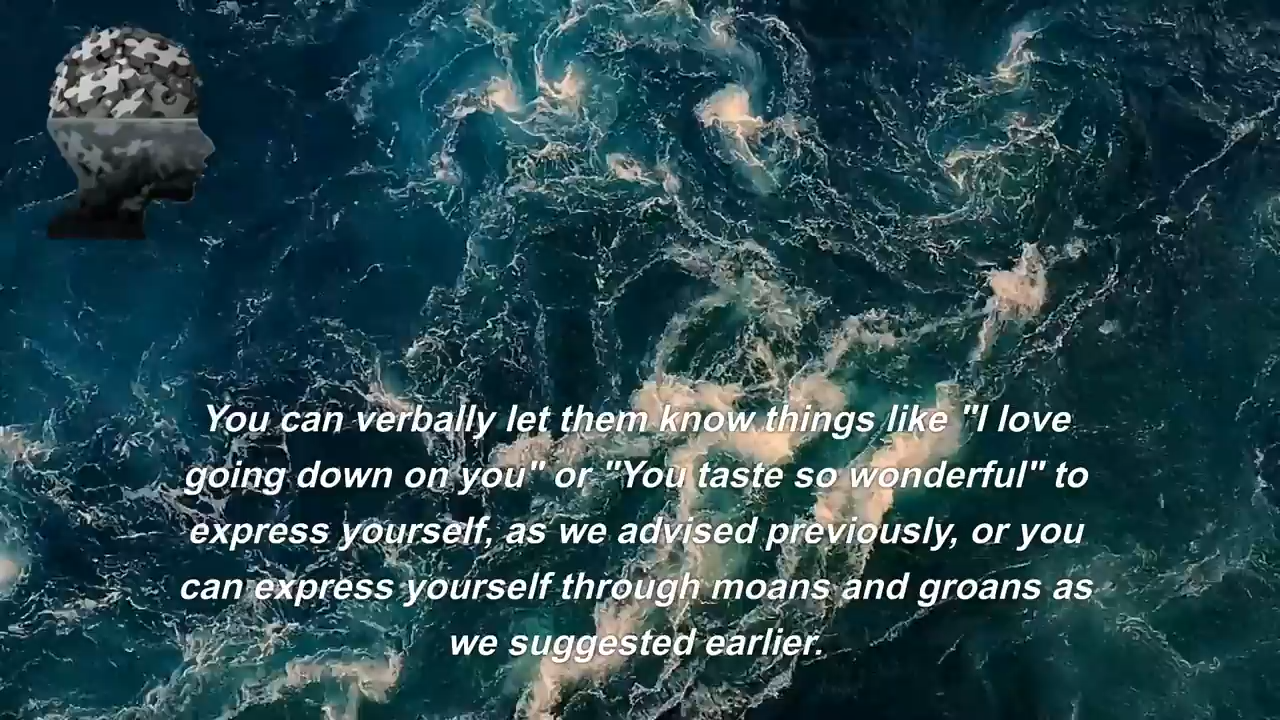 You can verbally let them know things like "I love
going down on you" or "You taste so wonderful" to
express yourself, as we advised previously, or you
can express yourself through moans and groans as
we suggested earlier.